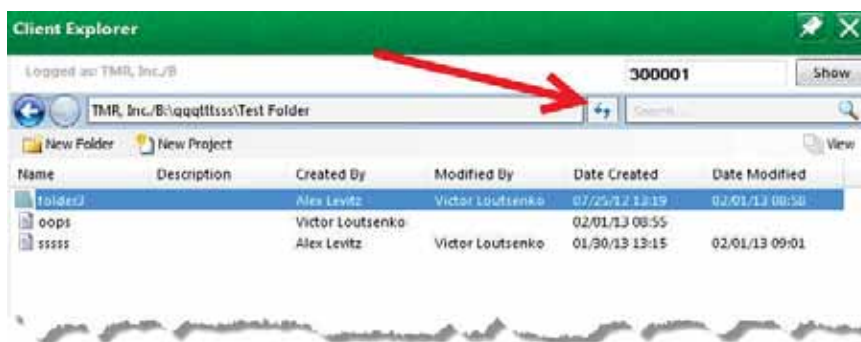 Client Explorer
Logged as: TMR, Inc./B
300001
Show
TMR, Inc./B:\qqqtttsss\Test Folder
Search...
New Folder New Project
View
Name Description Created By Modified By Date Created Date Modified
folder3 Alex Levitz Victor Loutsenko 07/25/12 13:19 02/01/13 08:58
oops Victor Loutsenko 02/01/13 08:55
sssss Alex Levitz Victor Loutsenko 01/30/13 13:15 02/01/13 09:01